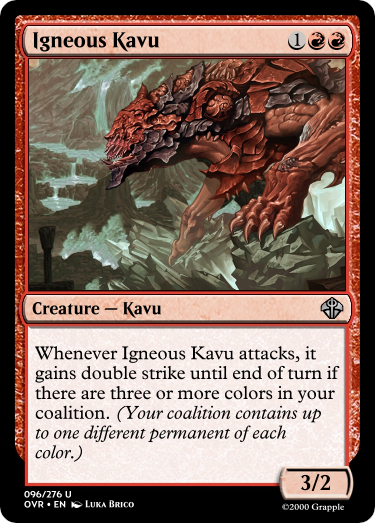 Igneous Kavu 1
Creature — Kavu
Whenever Igneous Kavu attacks, it
gains double strike until end of turn if
there are three or more colors in your
coalition. (Your coalition contains up
to one different permanent of each
color.)
3/2
096/276 U
OVR • EN Luka Brico
©2000 Grapple